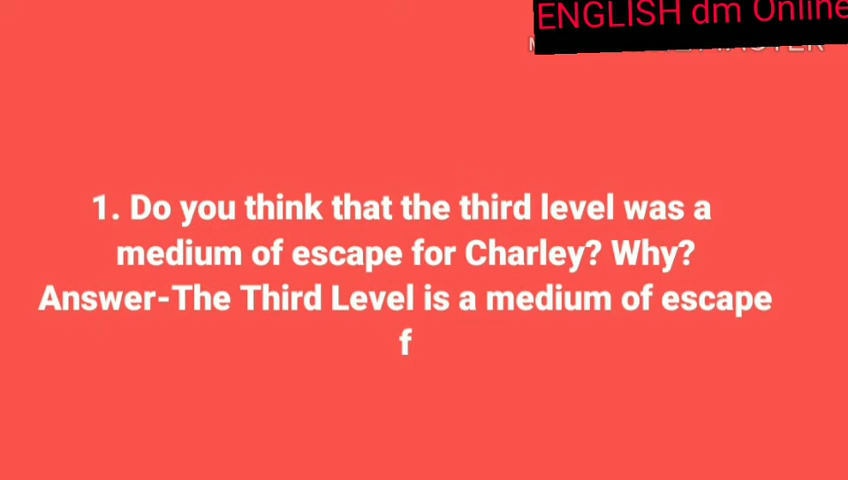 ENGLISH dm Online
1. Do you think that the third level was a
medium of escape for Charley? Why?
Answer-The Third Level is a medium of escape
f